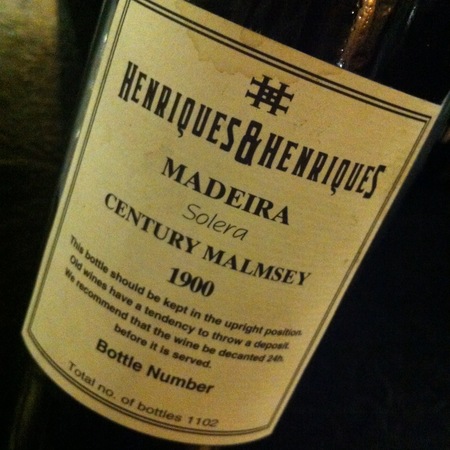 HENRIQUES&HENRIQUES
MADEIRA
Solera
CENTURY MALMSEY
1900
This bottle should be kept in the upright position.
Old wines have a tendency to throw a deposit.
We recommend that the wine be decanted 24h.
before it is served.
Bottle Number
Total no. of bottles 1102